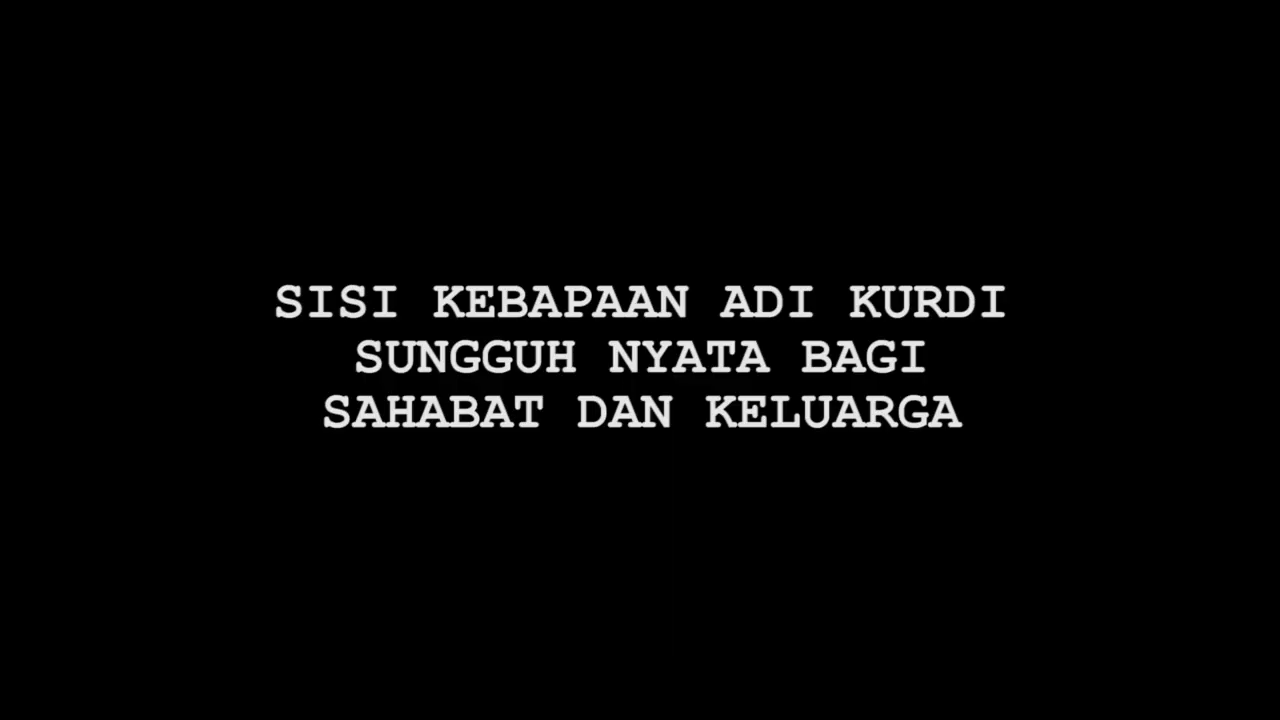 SISI KEBAPAAN ADI KURDI
SUNGGUH NYATA BAGI
SAHABAT DAN KELUARGA